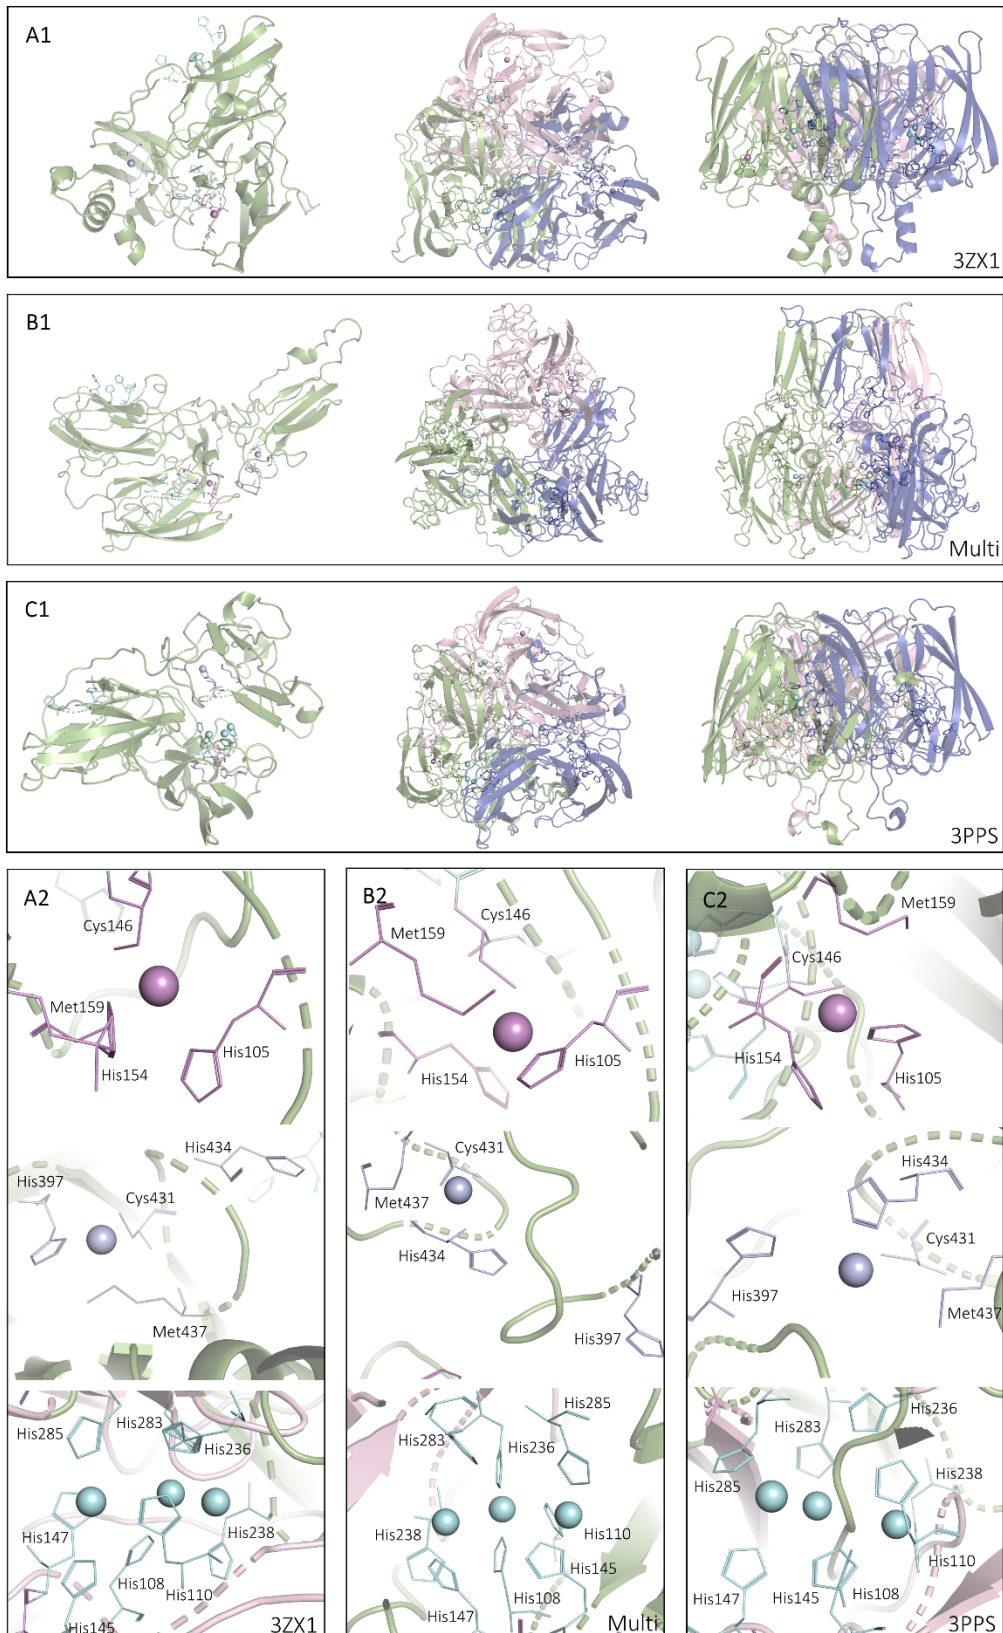 A1
3ZX1
B1
Multi
C1
3PPS
A2
Cys146
Met159
His154
His105
His434
His397
Cys431
Met437
His283
His285
His236
His147
His238
His108
His110
His145
3ZX1
B2
Cys146
Met159
His154
His105
Cys431
Met437
His434
His397
His285
His283
His236
His238
His110
His145
His108
His147
Multi
C2
Met159
Cys146
His154
His105
His434
Cys431
His397
Met437
His236
His283
His238
His285
His110
His147
His145
His108
3PPS